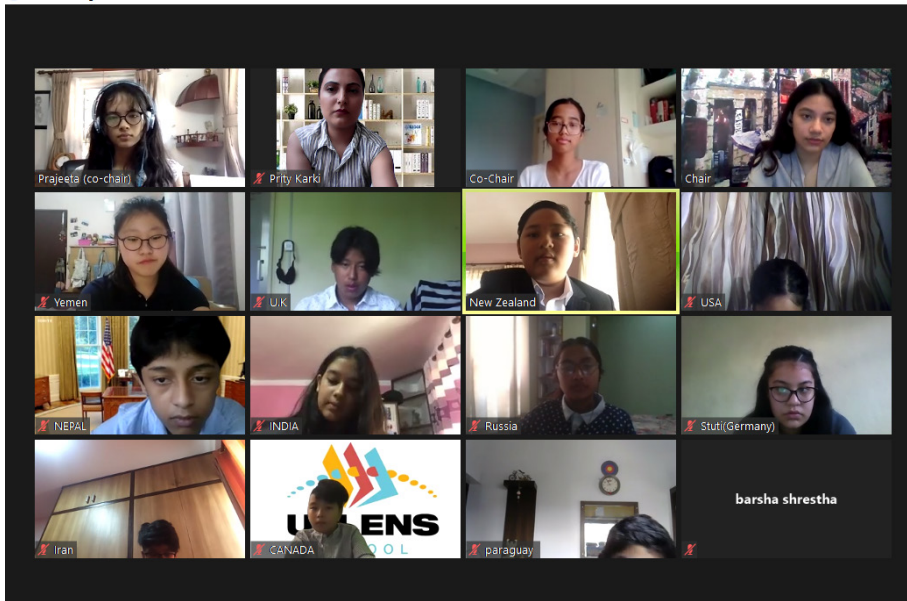 Prajeeta (co-chair)
Prity Karki
Co-Chair
Chair
Yemen
U.K
New Zealand
USA
NEPAL
INDIA
Russia
Stuti(Germany)
Iran
CANADA
paraguay
barsha shrestha